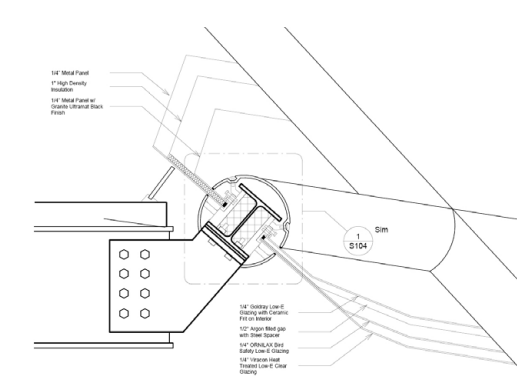 1/4" Metal Panel
1" High Density
Insulation
1/4" Metal Panel w/
Granite Ultramat Black
Finish
1
S104
Sim
1/4" Goldray Low-E
Glazing with Ceramic
Frit on Interior
1/2" Argon filled gap
with Steel Spacer
1/4" ORNILAX Bird
Safety Low-E Glazing
1/4" Viracon Heat
Treated Low-E Clear
Glazing